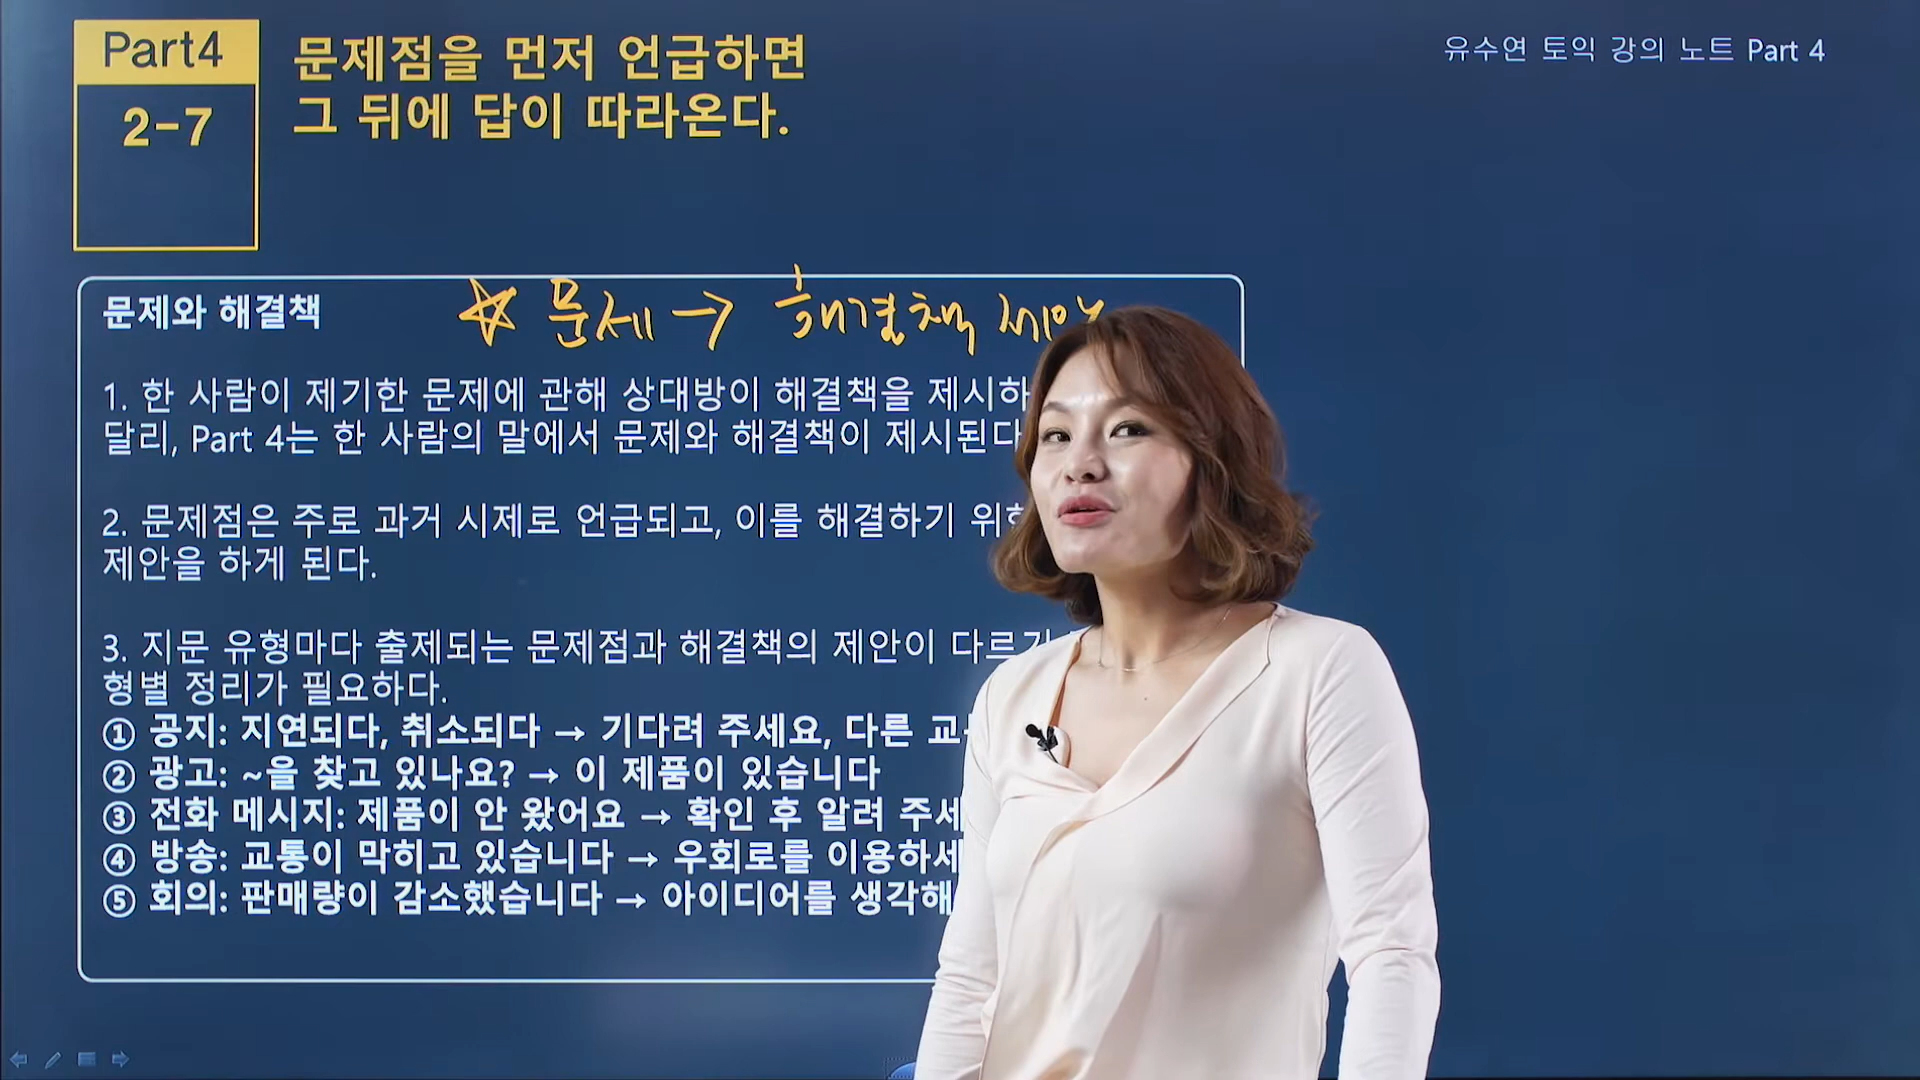 Part4
2-7
문제점을 먼저 언급하면
그 뒤에 답이 따라온다.
유수연 토익 강의 노트 Part 4
문제와 해결책
☆ 문제 → 해결책 제안
1. 한 사람이 제기한 문제에 관해 상대방이 해결책을 제시하
달리, Part 4는 한 사람의 말에서 문제와 해결책이 제시된다
2. 문제점은 주로 과거 시제로 언급되고, 이를 해결하기
제안을 하게 된다.
3. 지문 유형마다 출제되는 문제점과 해결책의 제안이
형별 정리가 필요하다.
① 공지: 지연되다, 취소되다 → 기다려 주세요, 다른
② 광고: ~을 찾고 있나요? → 이 제품이 있습니다
③ 전화 메시지: 제품이 안 왔어요 → 확인 후 알려 주세
④ 방송: 교통이 막히고 있습니다 → 우회로를 이용하세
⑤ 회의: 판매량이 감소했습니다 → 아이디어를 생각해